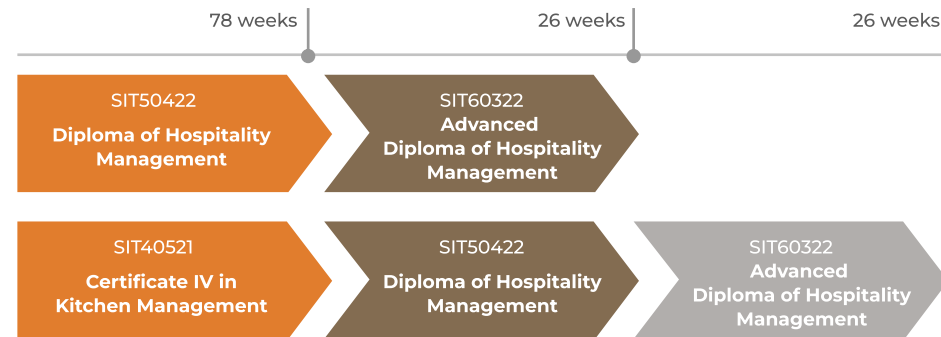 78 weeks
26 weeks
26 weeks
SIT50422
Diploma of Hospitality
Management
SIT60322
Advanced
Diploma of Hospitality
Management
SIT40521
Certificate IV in
Kitchen Management
SIT50422
Diploma of Hospitality
Management
SIT60322
Advanced
Diploma of Hospitality
Management